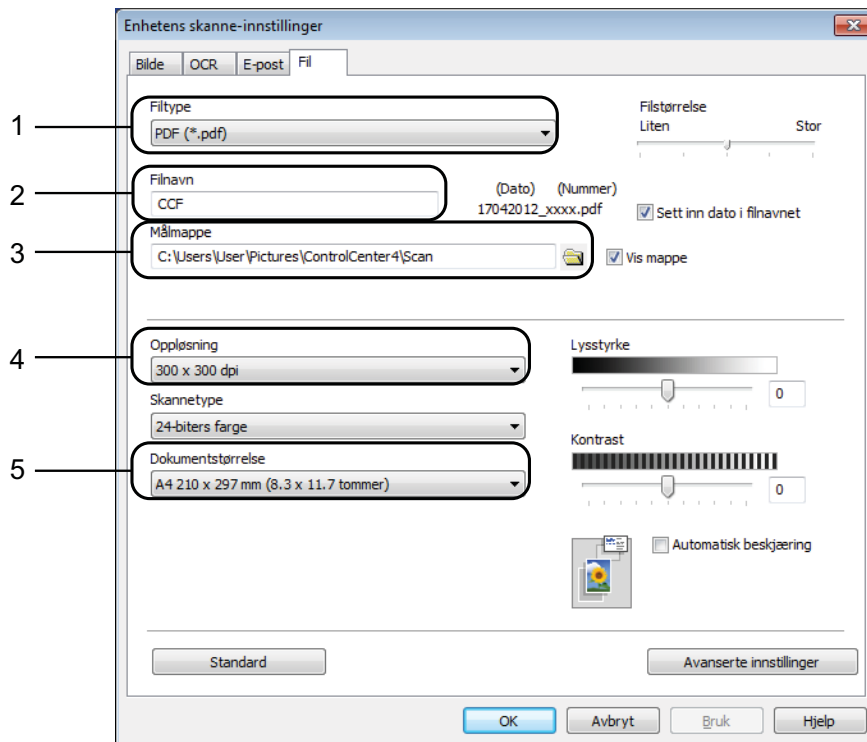 Enhetens skanne-innstillinger
Bilde OCR E-post Fil
1
Filtype
PDF (*.pdf)
Filstørrelse
Liten Stor
2
Filnavn
CCF
(Dato) (Nummer)
17042012_xxxx.pdf
Sett inn dato i filnavnet
3
Målmappe
C:\Users\User\Pictures\ControlCenter4\Scan
Vis mappe
4
Oppløsning
300 x 300 dpi
Lysstyrke
0
Skannetype
24-biters farge
Kontrast
0
5
Dokumentstørrelse
A4 210 x 297 mm (8.3 x 11.7 tommer)
Automatisk beskjæring
Standard
Avanserte innstillinger
OK Avbryt Bruk Hjelp